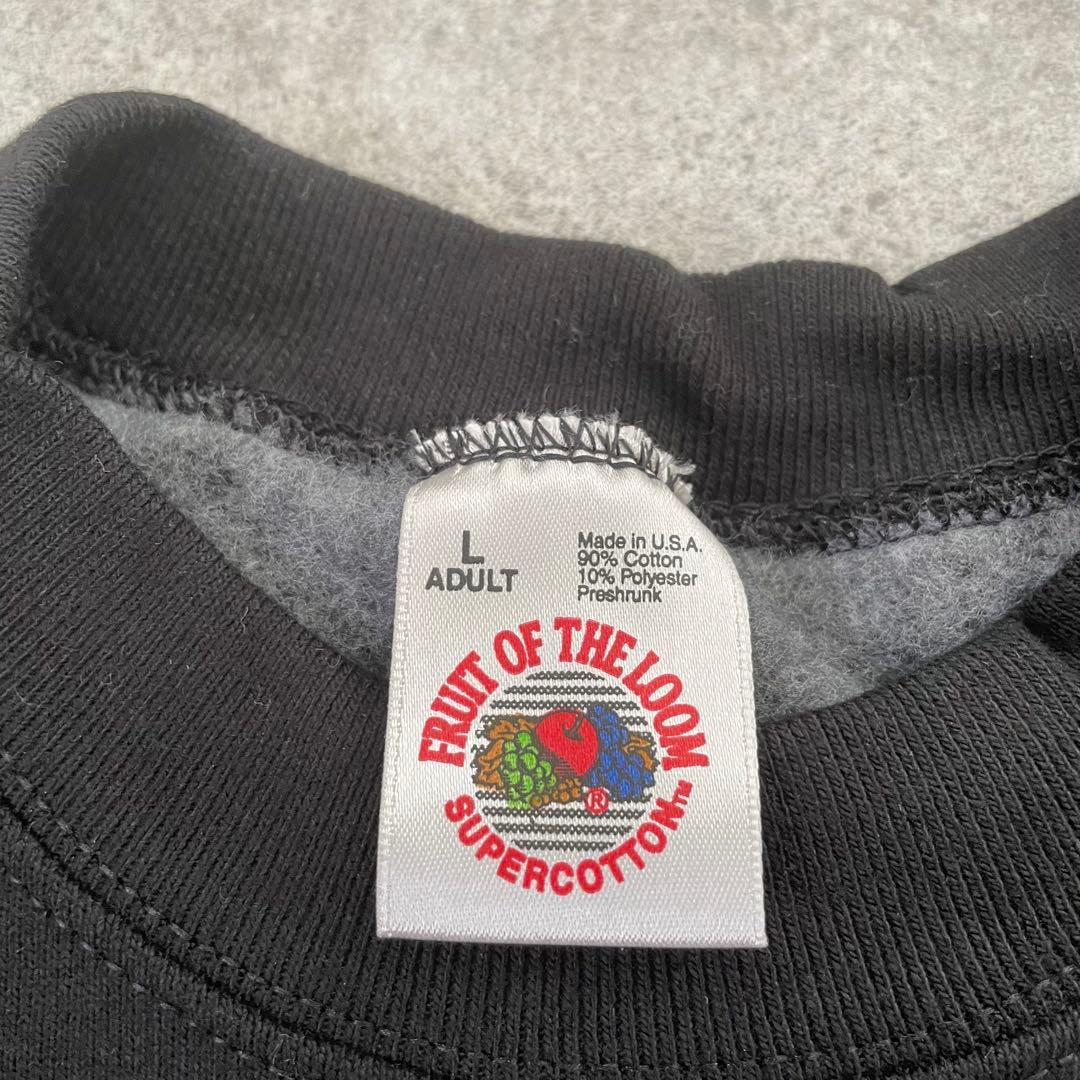 L
ADULT
Made in U.S.A.
90% Cotton
10% Polyester
Preshrunk
FRUIT OF THE LOOM
®
SUPERCOTTON™